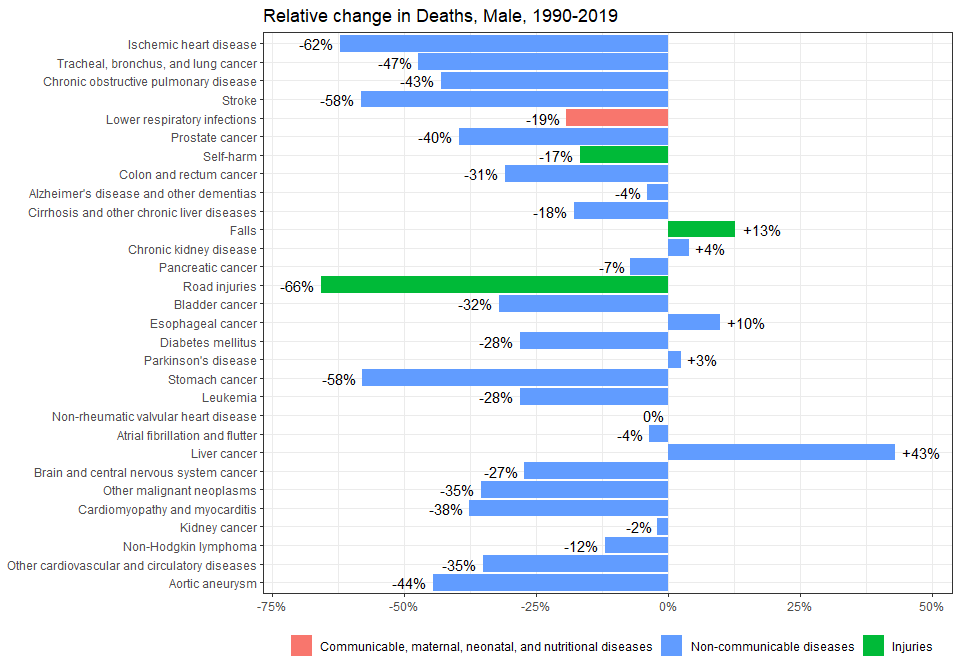 Relative change in Deaths, Male, 1990-2019
Ischemic heart disease -62%
Tracheal, bronchus, and lung cancer -47%
Chronic obstructive pulmonary disease -43%
Stroke -58%
Lower respiratory infections -19%
Prostate cancer -40%
Self-harm -17%
Colon and rectum cancer -31%
Alzheimer's disease and other dementias -4%
Cirrhosis and other chronic liver diseases -18%
Falls +13%
Chronic kidney disease +4%
Pancreatic cancer -7%
Road injuries -66%
Bladder cancer -32%
Esophageal cancer +10%
Diabetes mellitus -28%
Parkinson's disease +3%
Stomach cancer -58%
Leukemia -28%
Non-rheumatic valvular heart disease 0%
Atrial fibrillation and flutter -4%
Liver cancer +43%
Brain and central nervous system cancer -27%
Other malignant neoplasms -35%
Cardiomyopathy and myocarditis -38%
Kidney cancer -2%
Non-Hodgkin lymphoma -12%
Other cardiovascular and circulatory diseases -35%
Aortic aneurysm -44%
-75% -50% -25% 0% 25% 50%
Communicable, maternal, neonatal, and nutritional diseases Non-communicable diseases Injuries